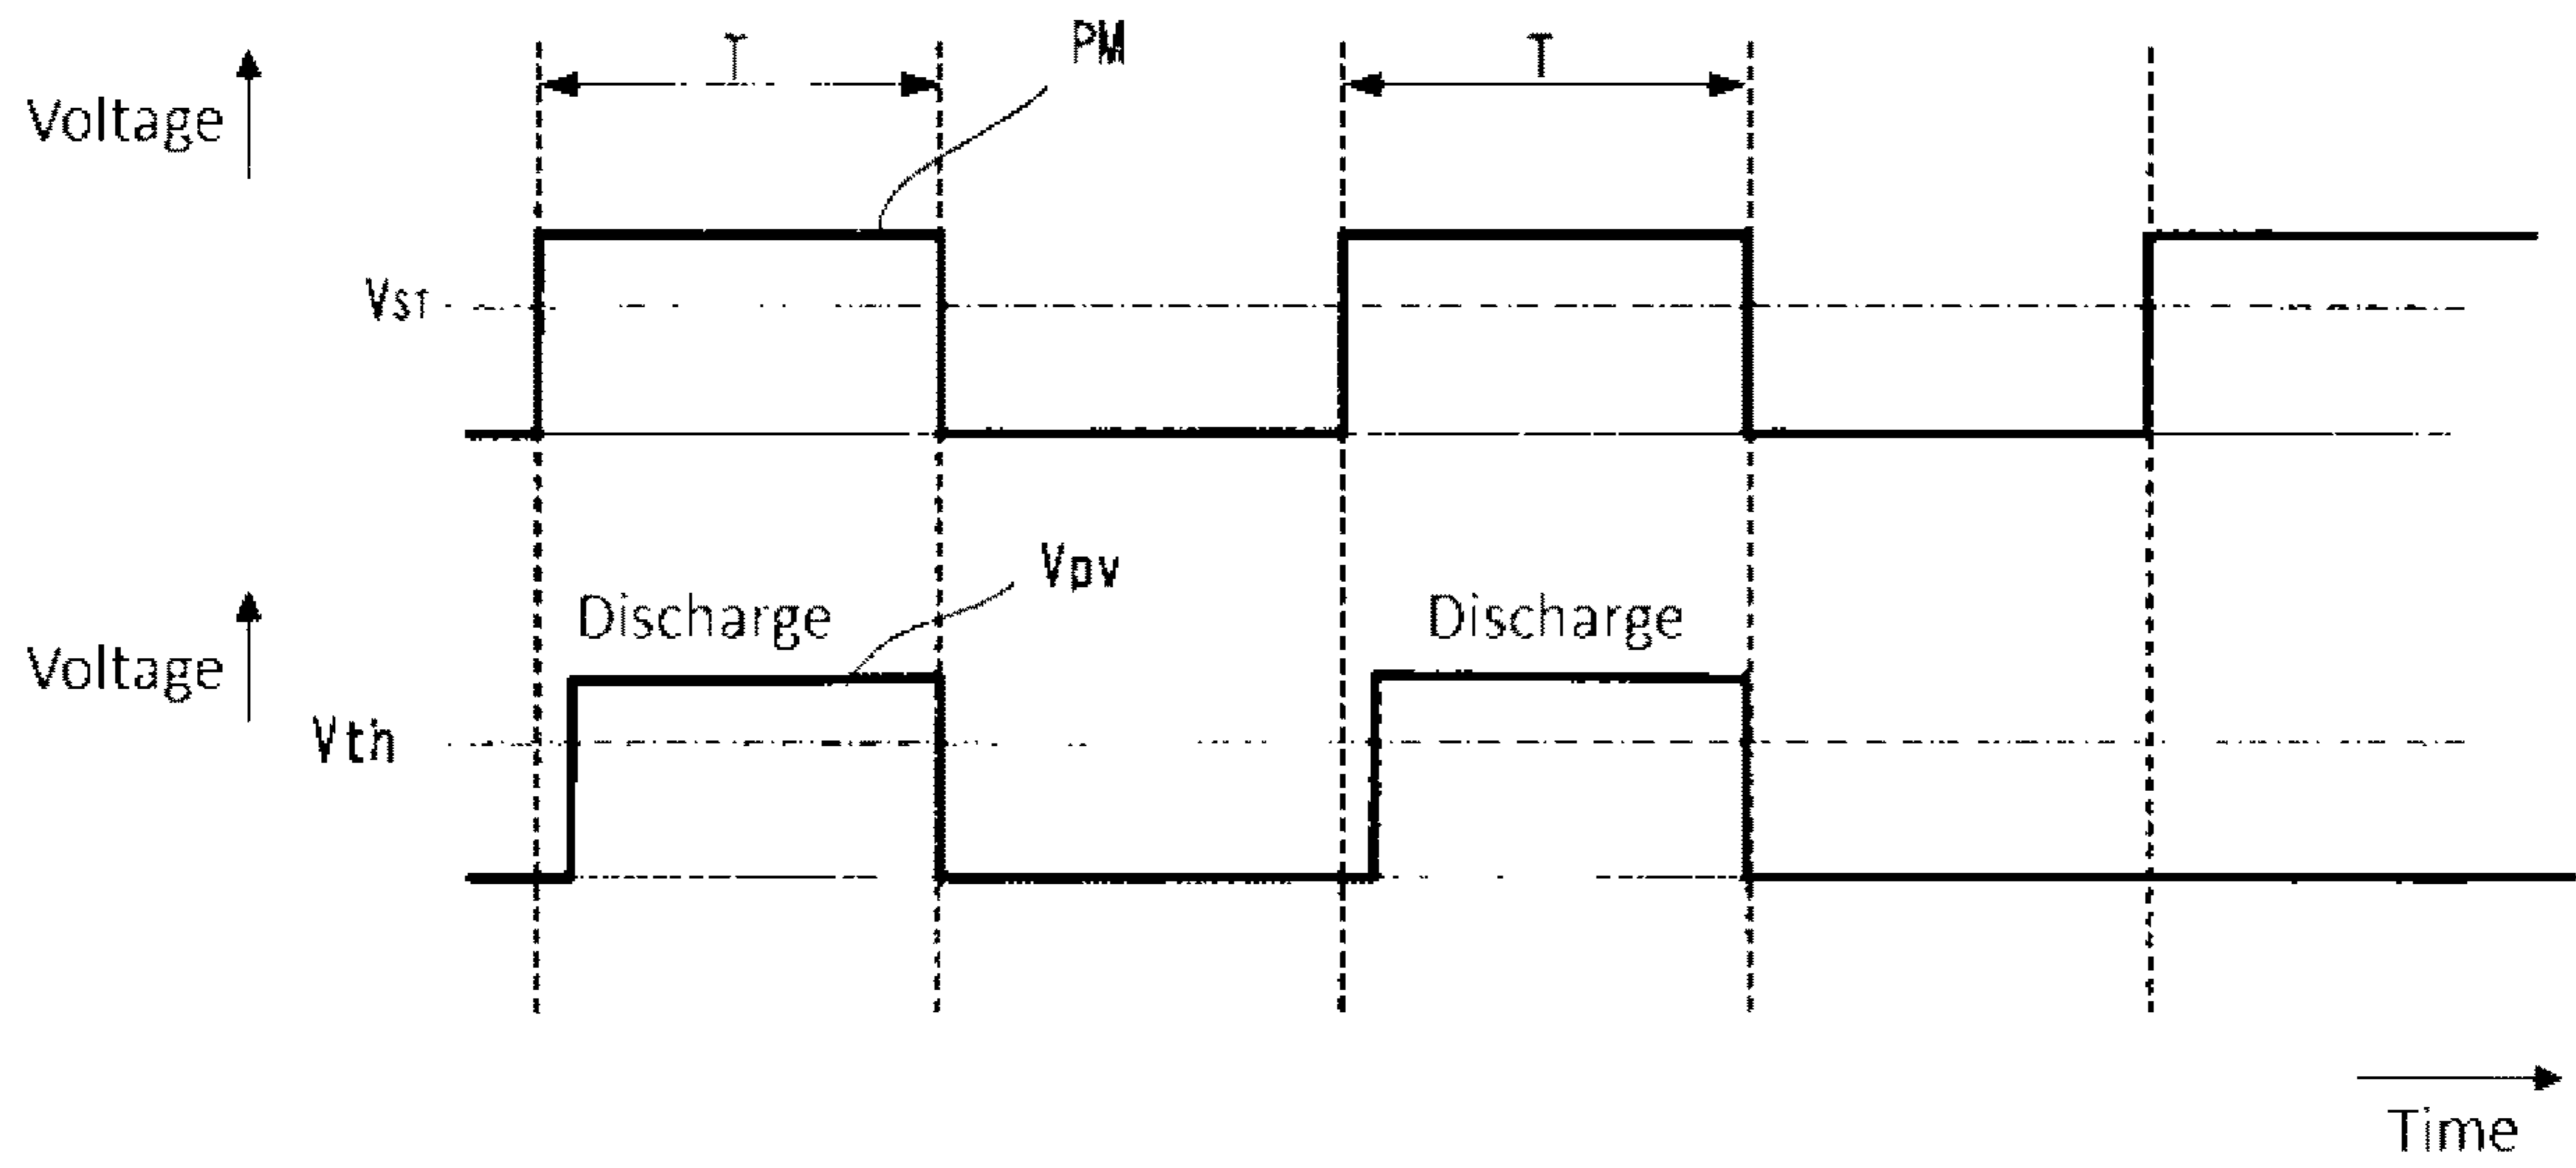 T
PM
T
Voltage
VST
Vpv
Discharge
Discharge
Voltage
Vth
Time